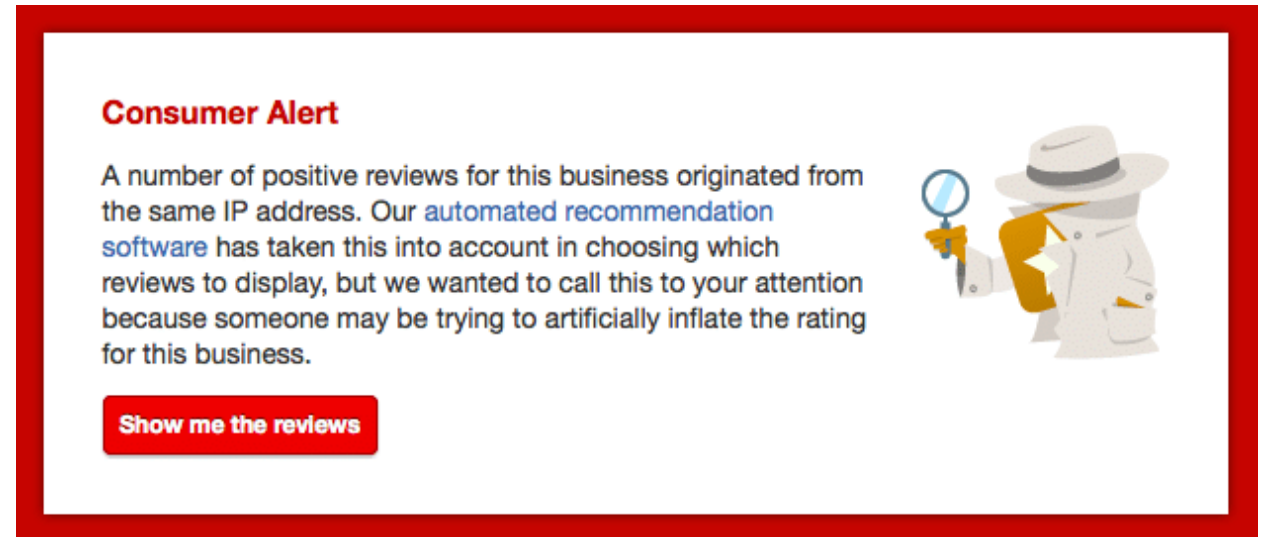 Consumer Alert
A number of positive reviews for this business originated from
the same IP address. Our automated recommendation
software has taken this into account in choosing which
reviews to display, but we wanted to call this to your attention
because someone may be trying to artificially inflate the rating
for this business.
Show me the reviews